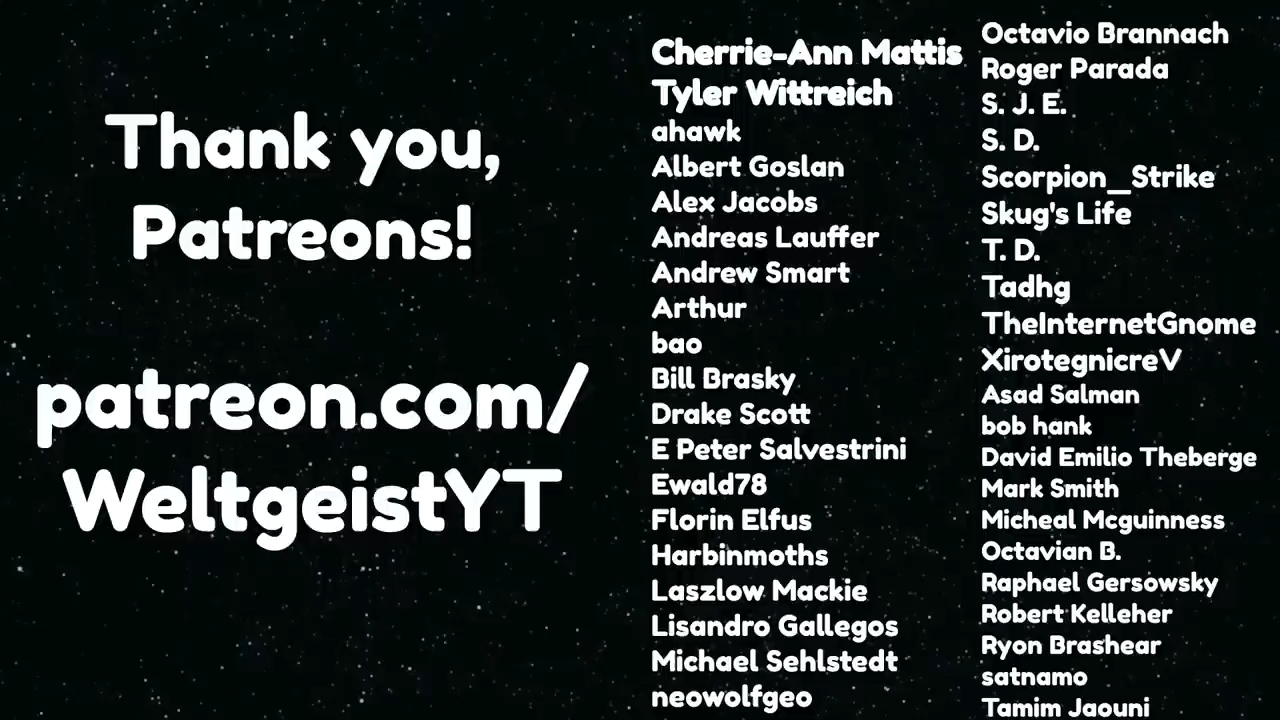 Thank you,
Patreons!
patreon.com/
WeltgeistYT
Cherrie-Ann Mattis
Tyler Wittreich
ahawk
Albert Goslan
Alex Jacobs
Andreas Lauffer
Andrew Smart
Arthur
bao
Bill Brasky
Drake Scott
E Peter Salvestrini
Ewald78
Florin Elfus
Harbinmoths
Laszlow Mackie
Lisandro Gallegos
Michael Sehlstedt
neowolfgeo
Octavio Brannach
Roger Parada
S. J. E.
S. D.
Scorpion_Strike
Skug's Life
T. D.
Tadhg
TheInternetGnome
XirotegnicreV
Asad Salman
bob hank
David Emilio Theberge
Mark Smith
Micheal Mcguinness
Octavian B.
Raphael Gersowsky
Robert Kelleher
Ryon Brashear
satnamo
Tamim Jaouni